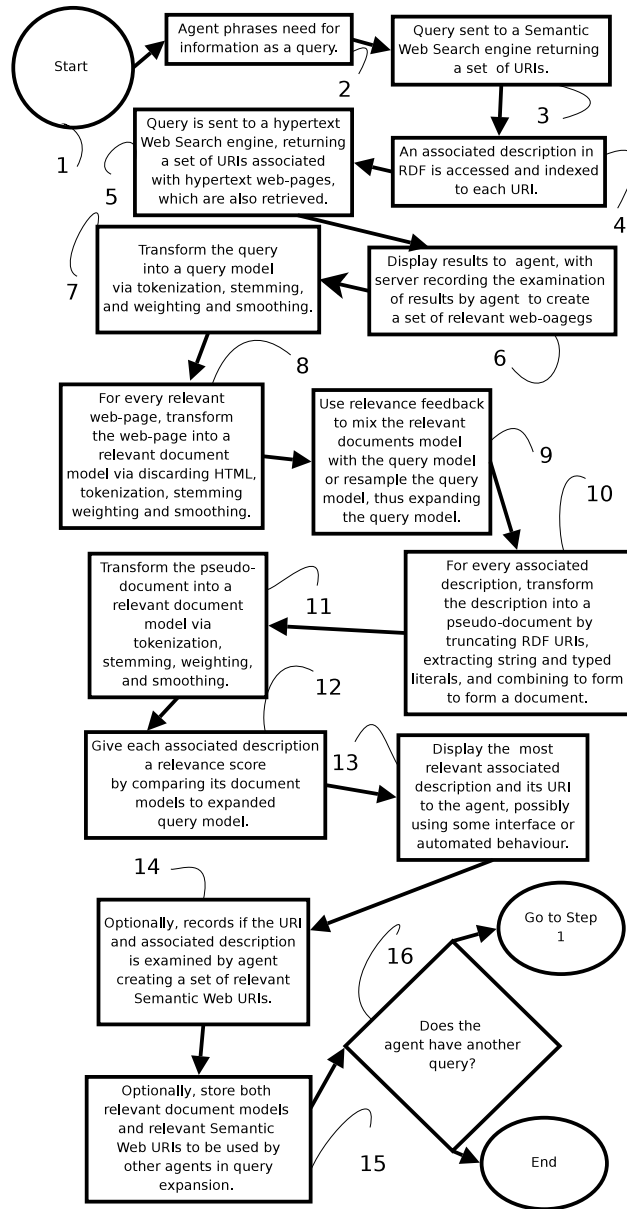 Start
1
Agent phrases need for
information as a query.
2
Query sent to a Semantic
Web Search engine returning
a set of URIs.
3
An associated description in
RDF is accessed and indexed
to each URI.
4
Query is sent to a hypertext
Web Search engine, returning
a set of URIs associated
with hypertext web-pages,
which are also retrieved.
5
Display results to agent, with
server recording the examination
of results by agent to create
a set of relevant web-oagegs
6
Transform the query
into a query model
via tokenization, stemming,
and weighting and smoothing.
7
For every relevant
web-page, transform
the web-page into a
relevant document
model via discarding HTML,
tokenization, stemming
weighting and smoothing.
8
Use relevance feedback
to mix the relevant
documents model
with the query model
or resample the query
model, thus expanding
the query model.
9
For every associated
description, transform
the description into a
pseudo-document by
truncating RDF URIs,
extracting string and typed
literals, and combining to form
to form a document.
10
Transform the pseudo-
document into a
relevant document
model via
tokenization,
stemming, weighting,
and smoothing.
11
Give each associated description
a relevance score
by comparing its document
models to expanded
query model.
12
Display the most
relevant associated
description and its URI
to the agent, possibly
using some interface or
automated behaviour.
13
Optionally, records if the URI
and associated description
is examined by agent
creating a set of relevant
Semantic Web URIs.
14
Optionally, store both
relevant document models
and relevant Semantic
Web URIs to be used by
other agents in query
expansion.
15
Does the
agent have another
query?
16
Go to Step
1
End